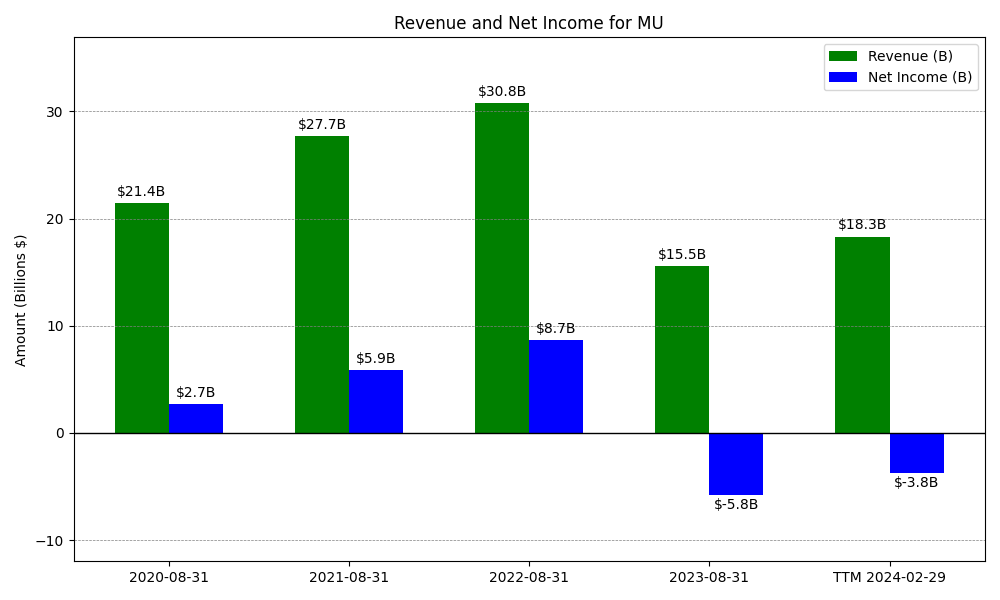 Revenue and Net Income for MU
Revenue (B)
Net Income (B)
Amount (Billions $)
30
20
10
0
−10
$21.4B
$27.7B
$30.8B
$15.5B
$18.3B
$2.7B
$5.9B
$8.7B
$-5.8B
$-3.8B
2020-08-31
2021-08-31
2022-08-31
2023-08-31
TTM 2024-02-29